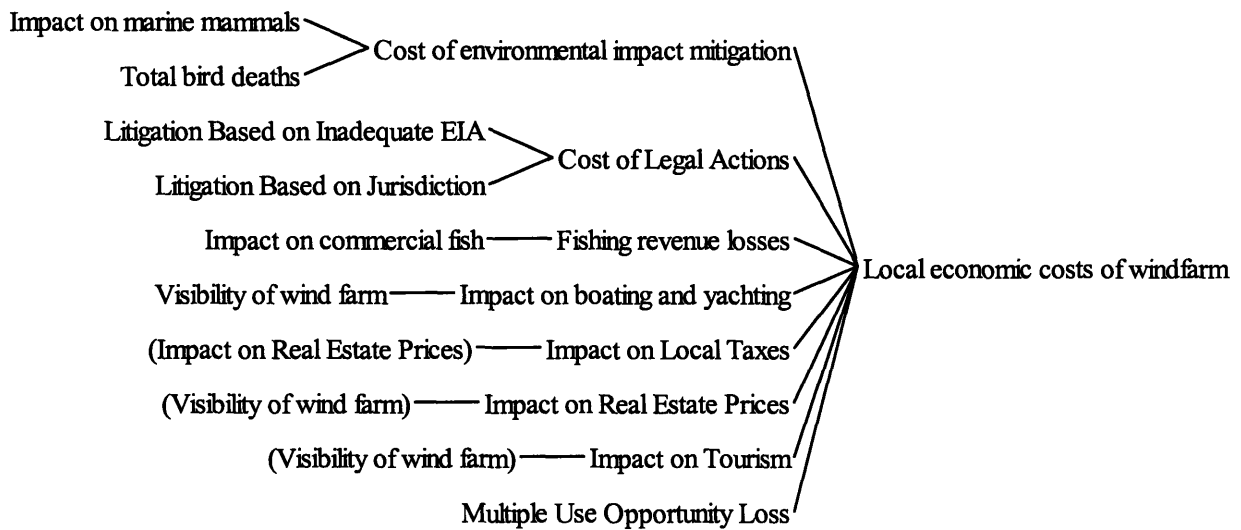 Impact on marine mammals
Cost of environmental impact mitigation
Total bird deaths
Litigation Based on Inadequate EIA
Cost of Legal Actions
Litigation Based on Jurisdiction
Impact on commercial fish
Fishing revenue losses
Local economic costs of windfarm
Visibility of wind farm
Impact on boating and yachting
(Impact on Real Estate Prices)
Impact on Local Taxes
(Visibility of wind farm)
Impact on Real Estate Prices
(Visibility of wind farm)
Impact on Tourism
Multiple Use Opportunity Loss